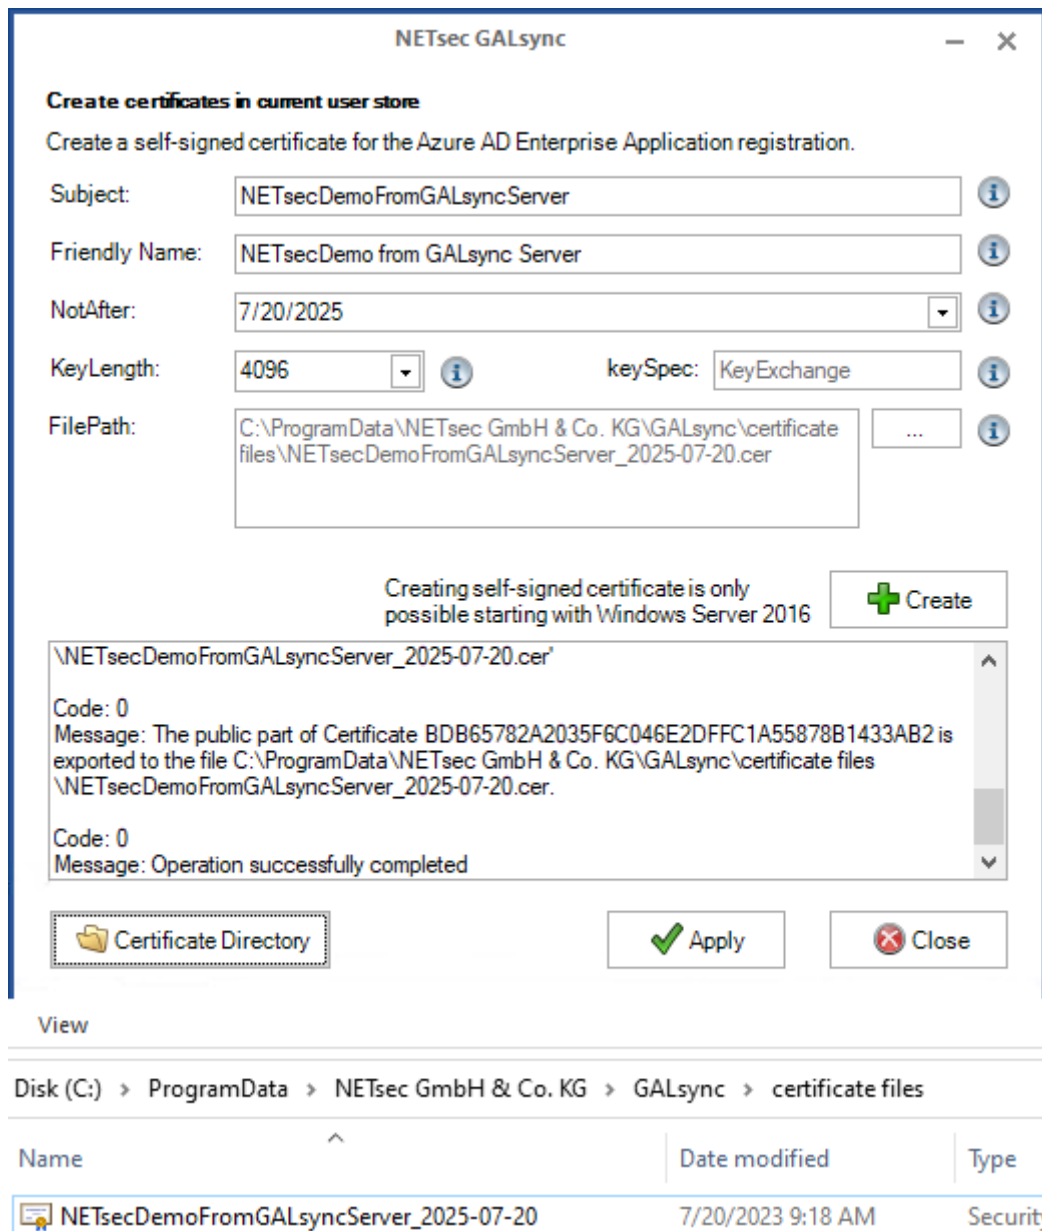 NETsec GALsync
Create certificates in current user store
Create a self-signed certificate for the Azure AD Enterprise Application registration.
Subject: NETsecDemoFromGALsyncServer
Friendly Name: NETsecDemo from GALsync Server
NotAfter: 7/20/2025
KeyLength: 4096 keySpec: KeyExchange
FilePath: C:\ProgramData\NETsec GmbH & Co. KG\GALsync\certificate ...
files\NETsecDemoFromGALsyncServer_2025-07-20.cer
Creating self-signed certificate is only
possible starting with Windows Server 2016
Create
\NETsecDemoFromGALsyncServer_2025-07-20.cer'
Code: 0
Message: The public part of Certificate BDB65782A2035F6C046E2DFFC1A55878B1433AB2 is
exported to the file C:\ProgramData\NETsec GmbH & Co. KG\GALsync\certificate files
\NETsecDemoFromGALsyncServer_2025-07-20.cer.
Code: 0
Message: Operation successfully completed
Certificate Directory Apply Close
View
Disk (C:) > ProgramData > NETsec GmbH & Co. KG > GALsync > certificate files
Name Date modified Type
NETsecDemoFromGALsyncServer_2025-07-20 7/20/2023 9:18 AM Security